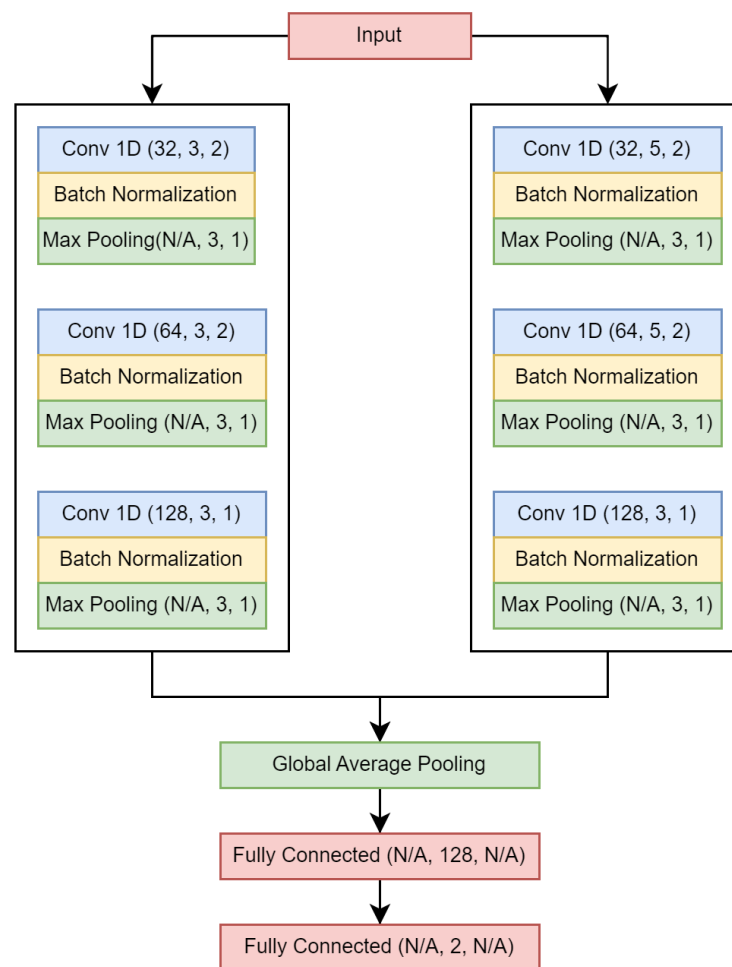 Input
Conv 1D (32, 3, 2)
Batch Normalization
Max Pooling(N/A, 3, 1)
Conv 1D (64, 3, 2)
Batch Normalization
Max Pooling (N/A, 3, 1)
Conv 1D (128, 3, 1)
Batch Normalization
Max Pooling (N/A, 3, 1)
Conv 1D (32, 5, 2)
Batch Normalization
Max Pooling (N/A, 3, 1)
Conv 1D (64, 5, 2)
Batch Normalization
Max Pooling (N/A, 3, 1)
Conv 1D (128, 3, 1)
Batch Normalization
Max Pooling (N/A, 3, 1)
Global Average Pooling
Fully Connected (N/A, 128, N/A)
Fully Connected (N/A, 2, N/A)